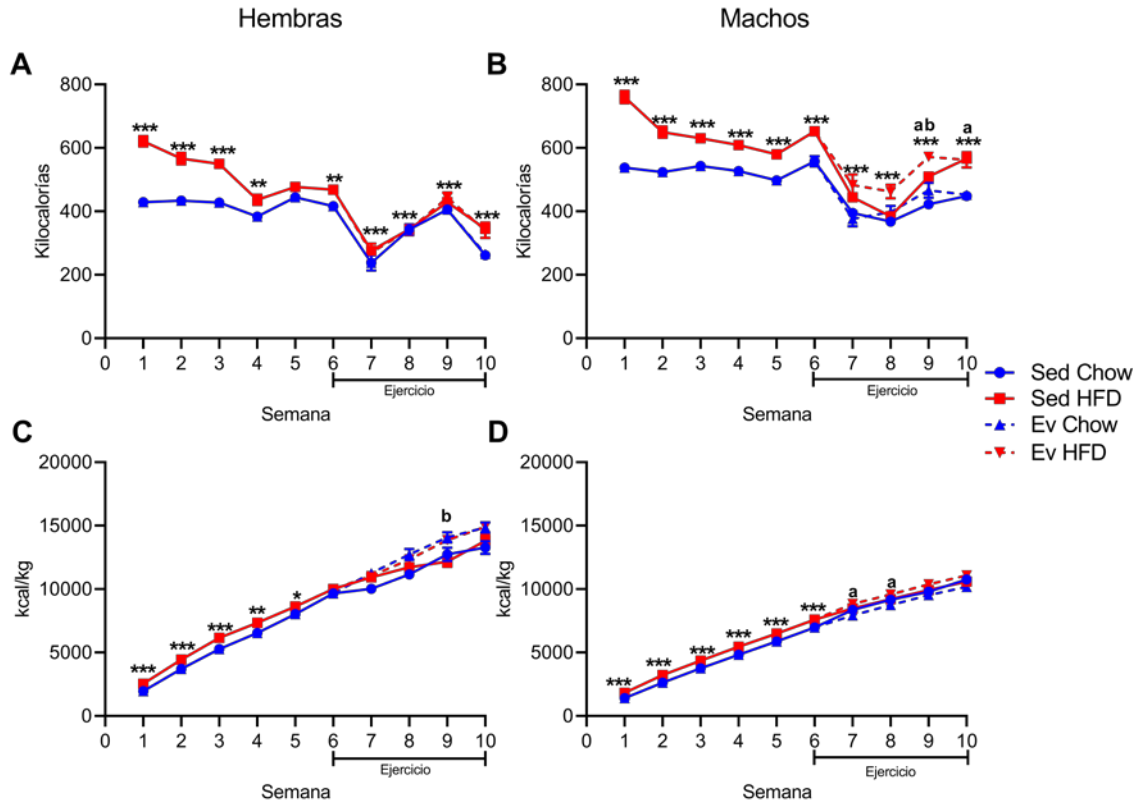 Hembras
Machos
A
800
600
400
200
0
Kilocalorías
*** *** *** ** ** *** *** *** ***
0 1 2 3 4 5 6 7 8 9 10
Ejercicio
Semana
B
800
600
400
200
0
Kilocalorías
ab a
*** *** *** *** *** *** *** *** *** ***
0 1 2 3 4 5 6 7 8 9 10
Ejercicio
Semana
Sed Chow
Sed HFD
Ev Chow
Ev HFD
C
20000
15000
10000
5000
0
kcal/kg
*** *** *** ** * b
0 1 2 3 4 5 6 7 8 9 10
Ejercicio
Semana
D
20000
15000
10000
5000
0
kcal/kg
*** *** *** *** *** *** a a
0 1 2 3 4 5 6 7 8 9 10
Ejercicio
Semana